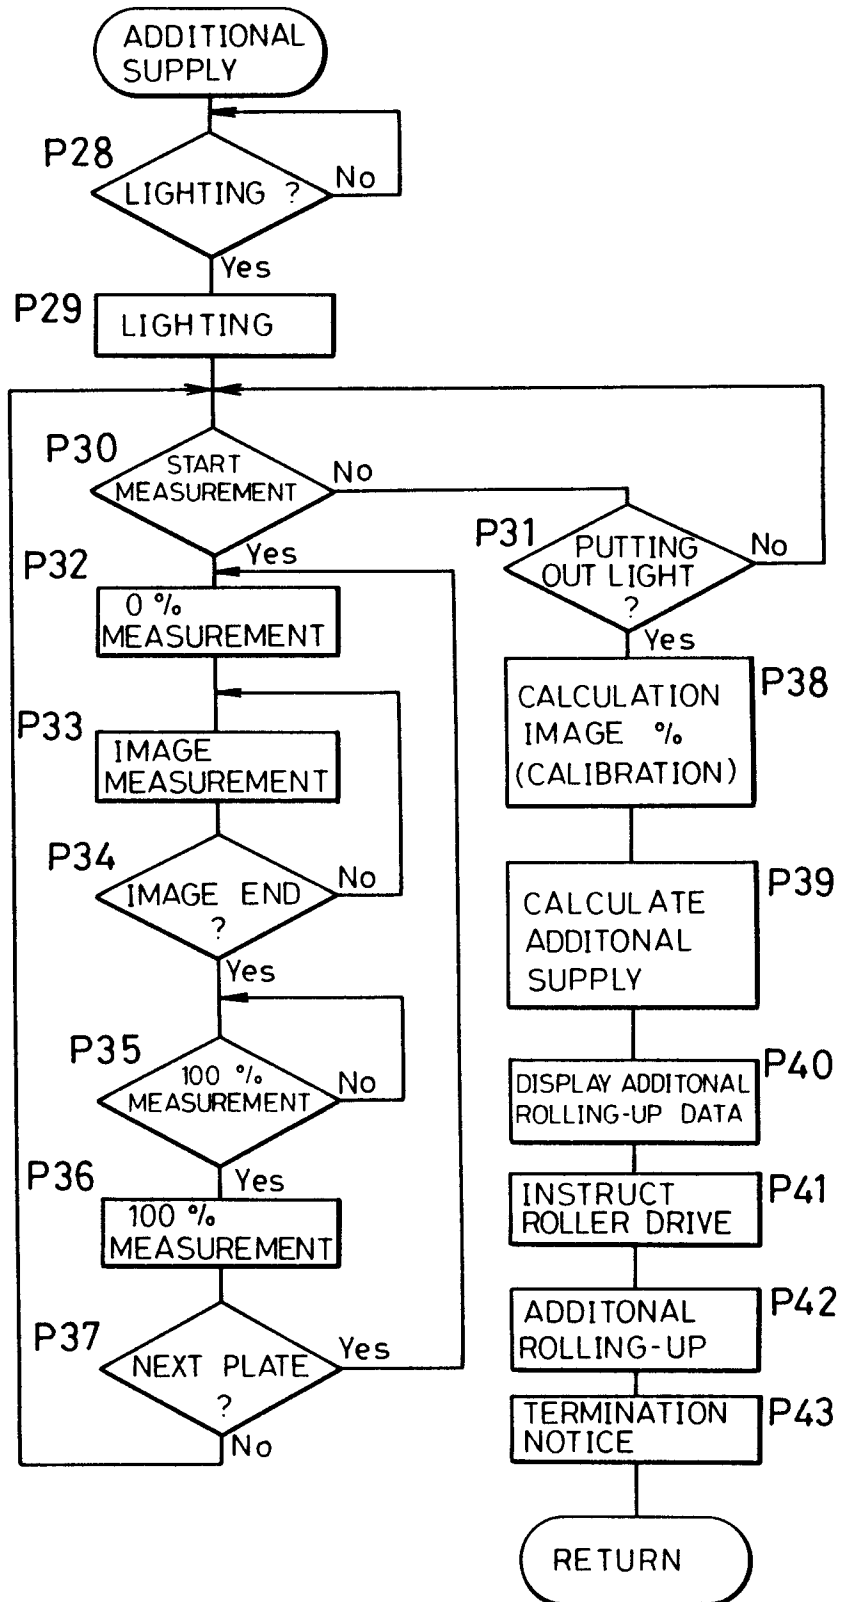 ADDITIONAL
SUPPLY
P28
LIGHTING ?
No
Yes
P29
LIGHTING
P30
START
MEASUREMENT
No
Yes
P31
PUTTING
OUT LIGHT
?
No
Yes
P32
0 %
MEASUREMENT
P33
IMAGE
MEASUREMENT
P34
IMAGE END
?
No
Yes
P35
100 %
MEASUREMENT
No
Yes
P36
100 %
MEASUREMENT
P37
NEXT PLATE
?
Yes
No
P38
CALCULATION
IMAGE %
(CALIBRATION)
P39
CALCULATE
ADDITONAL
SUPPLY
P40
DISPLAY ADDITONAL
ROLLING-UP DATA
P41
INSTRUCT
ROLLER DRIVE
P42
ADDITONAL
ROLLING-UP
P43
TERMINATION
NOTICE
RETURN